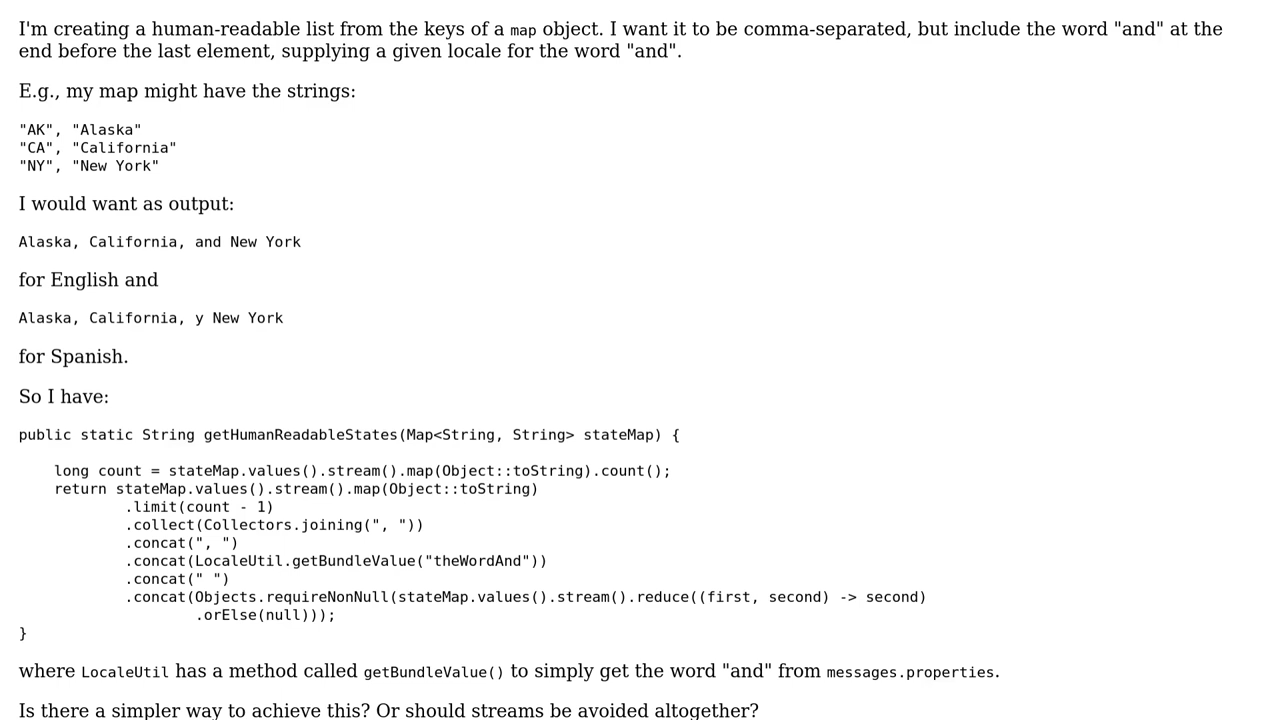 I'm creating a human-readable list from the keys of a map object. I want it to be comma-separated, but include the word "and" at the
end before the last element, supplying a given locale for the word "and".
E.g., my map might have the strings:
"AK", "Alaska"
"CA", "California"
"NY", "New York"
I would want as output:
Alaska, California, and New York
for English and
Alaska, California, y New York
for Spanish.
So I have:
public static String getHumanReadableStates(Map<String, String> stateMap) {
    long count = stateMap.values().stream().map(Object::toString).count();
    return stateMap.values().stream().map(Object::toString)
            .limit(count - 1)
            .collect(Collectors.joining(", "))
            .concat(", ")
            .concat(LocaleUtil.getBundleValue("theWordAnd"))
            .concat(" ")
            .concat(Objects.requireNonNull(stateMap.values().stream().reduce((first, second) -> second)
                    .orElse(null)));
}
where LocaleUtil has a method called getBundleValue() to simply get the word "and" from messages.properties.
Is there a simpler way to achieve this? Or should streams be avoided altogether?